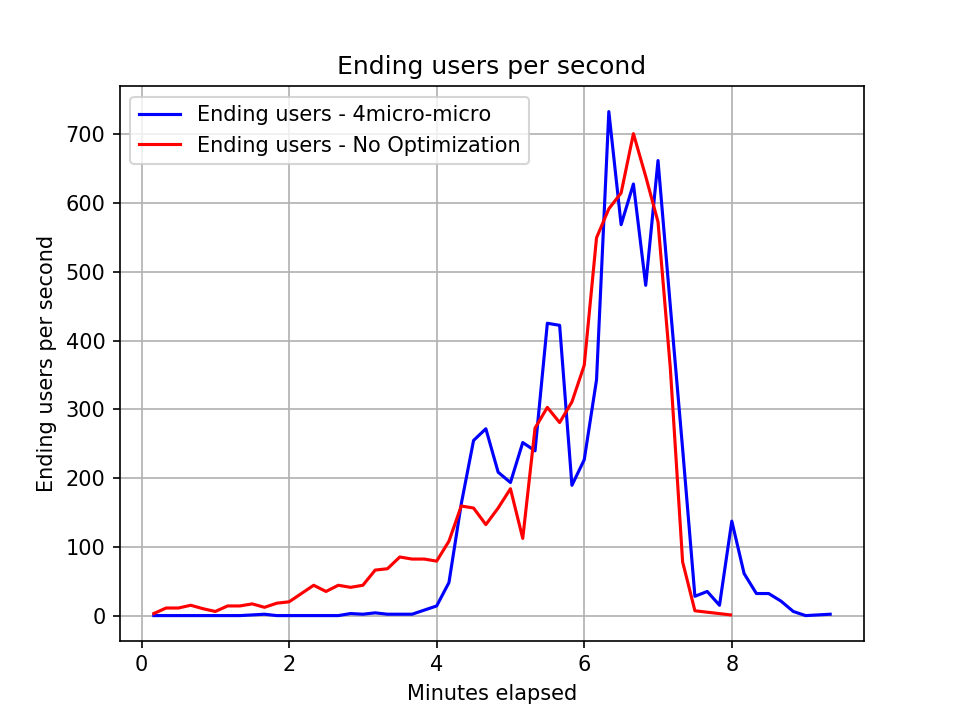 Ending users per second
Ending users - 4micro-micro
Ending users - No Optimization
Ending users per second
700
600
500
400
300
200
100
0
0 2 4 6 8
Minutes elapsed